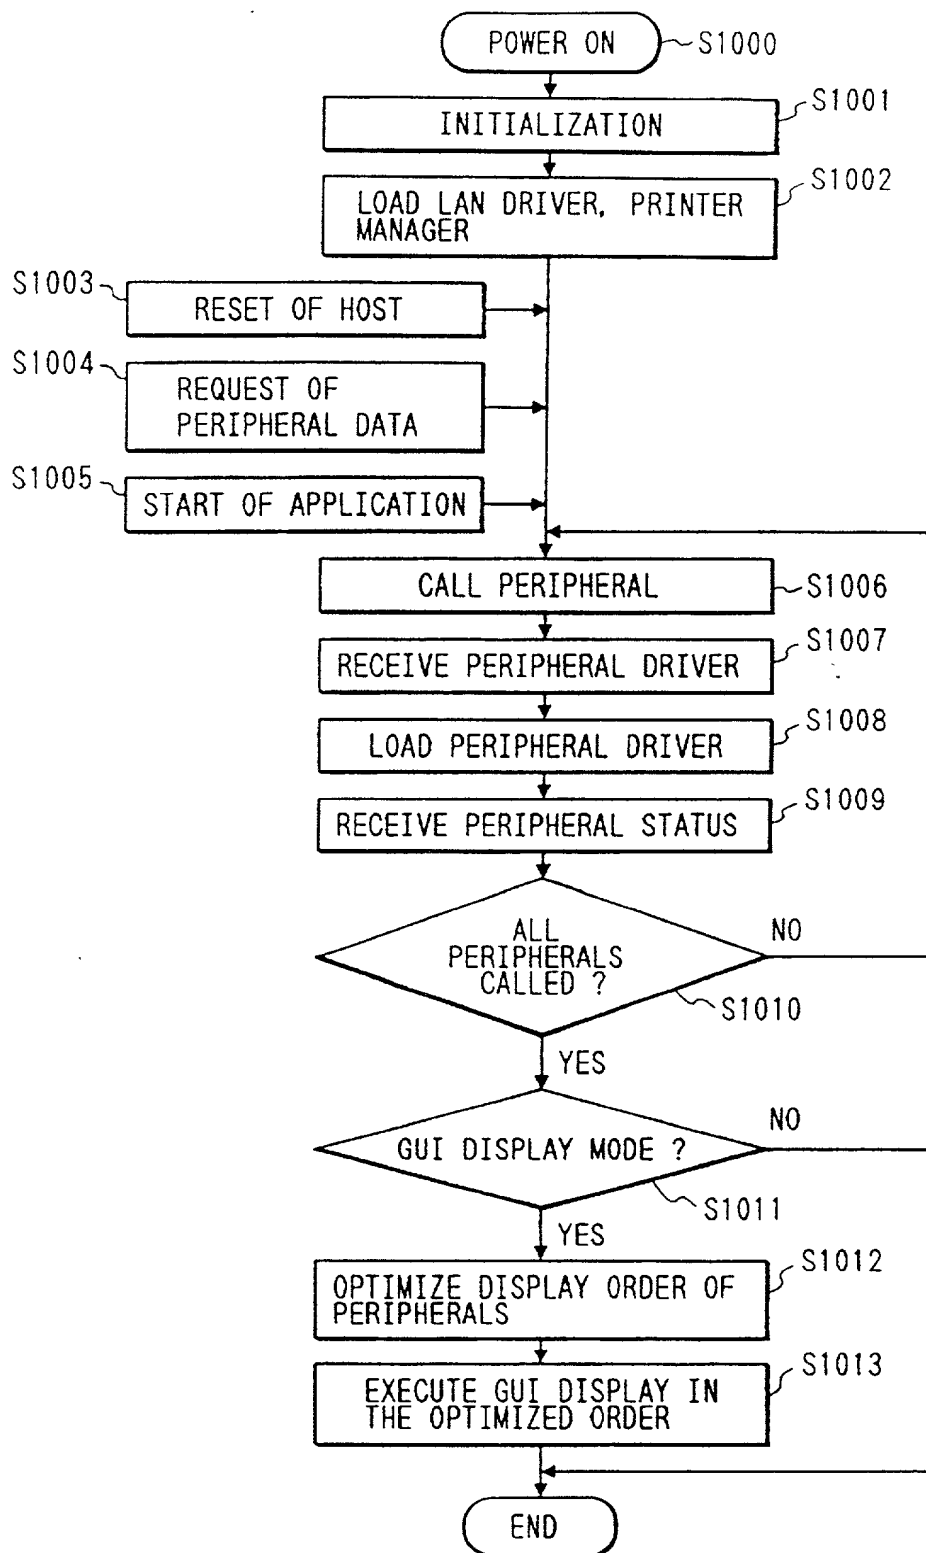 POWER ON
S1000
INITIALIZATION
S1001
LOAD LAN DRIVER, PRINTER
MANAGER
S1002
S1003
RESET OF HOST
S1004
REQUEST OF
PERIPHERAL DATA
S1005
START OF APPLICATION
CALL PERIPHERAL
S1006
RECEIVE PERIPHERAL DRIVER
S1007
LOAD PERIPHERAL DRIVER
S1008
RECEIVE PERIPHERAL STATUS
S1009
ALL
PERIPHERALS
CALLED ?
NO
S1010
YES
GUI DISPLAY MODE ?
NO
S1011
YES
OPTIMIZE DISPLAY ORDER OF
PERIPHERALS
S1012
EXECUTE GUI DISPLAY IN
THE OPTIMIZED ORDER
S1013
END